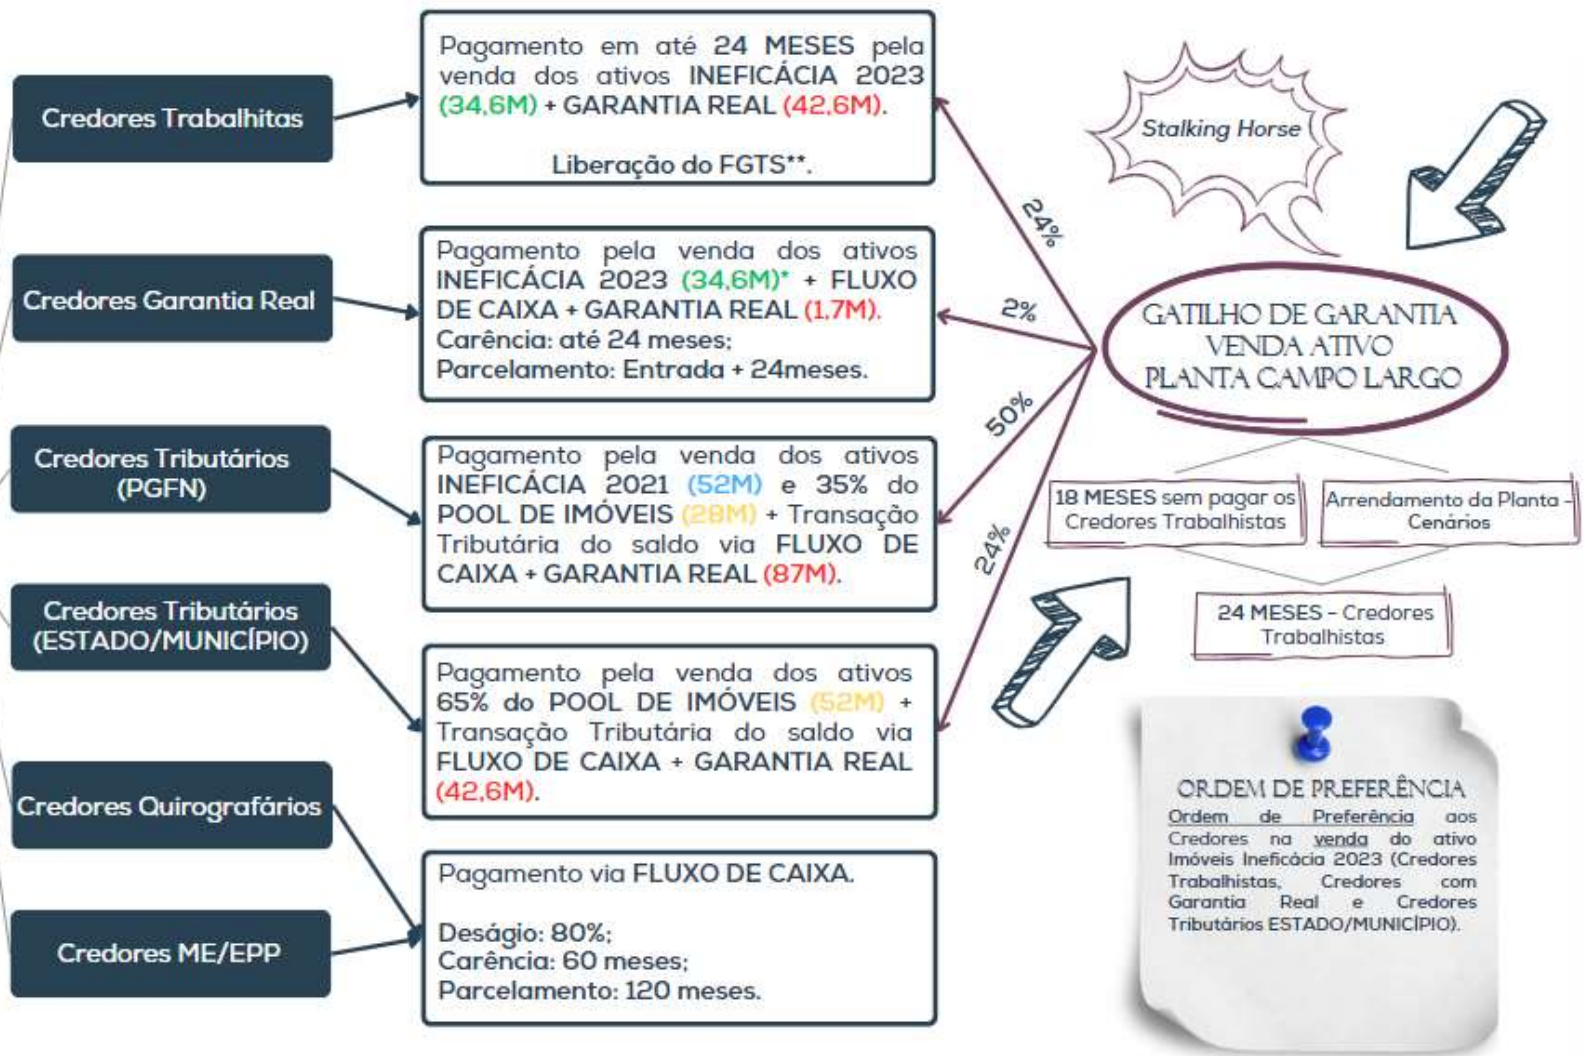 Credores Trabalhitas
Pagamento em até 24 MESES pela
venda dos ativos INEFICÁCIA 2023
(34,6M) + GARANTIA REAL (42,6M).
Liberação do FGTS**.
Credores Garantia Real
Pagamento pela venda dos ativos
INEFICÁCIA 2023 (34,6M)* + FLUXO
DE CAIXA + GARANTIA REAL (1,7M).
Carência: até 24 meses;
Parcelamento: Entrada + 24meses.
Credores Tributários
(PGFN)
Pagamento pela venda dos ativos
INEFICÁCIA 2021 (52M) e 35% do
POOL DE IMÓVEIS (28M) + Transação
Tributária do saldo via FLUXO DE
CAIXA + GARANTIA REAL (87M).
Credores Tributários
(ESTADO/MUNICÍPIO)
Pagamento pela venda dos ativos
65% do POOL DE IMÓVEIS (52M) +
Transação Tributária do saldo via
FLUXO DE CAIXA + GARANTIA REAL
(42,6M).
Credores Quirografários
Credores ME/EPP
Pagamento via FLUXO DE CAIXA.
Deságio: 80%;
Carência: 60 meses;
Parcelamento: 120 meses.
24%
2%
50%
24%
Stalking Horse
GATILHO DE GARANTIA
VENDA ATIVO
PLANTA CAMPO LARGO
18 MESES sem pagar os
Credores Trabalhistas
Arrendamento da Planta -
Cenários
24 MESES - Credores
Trabalhistas
ORDEM DE PREFERÊNCIA
Ordem de Preferência aos
Credores na venda do ativo
Imóveis Ineficácia 2023 (Credores
Trabalhistas, Credores com
Garantia Real e Credores
Tributários ESTADO/MUNICÍPIO).